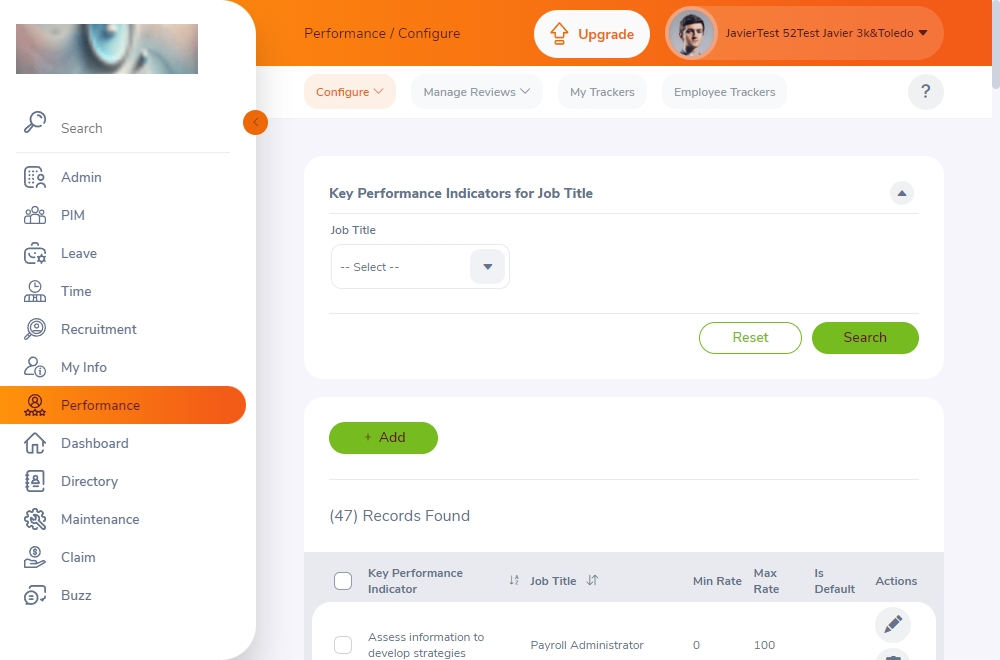 Performance / Configure
Upgrade
JavierTest 52Test Javier 3k&Toledo
Configure
Manage Reviews
My Trackers
Employee Trackers
?
Search
Admin
PIM
Leave
Time
Recruitment
My Info
Performance
Dashboard
Directory
Maintenance
Claim
Buzz
Key Performance Indicators for Job Title
Job Title
-- Select --
Reset
Search
+ Add
(47) Records Found
Key Performance
Indicator
Job Title
Min Rate
Max
Rate
Is
Default
Actions
Assess information to
develop strategies
Payroll Administrator
0
100